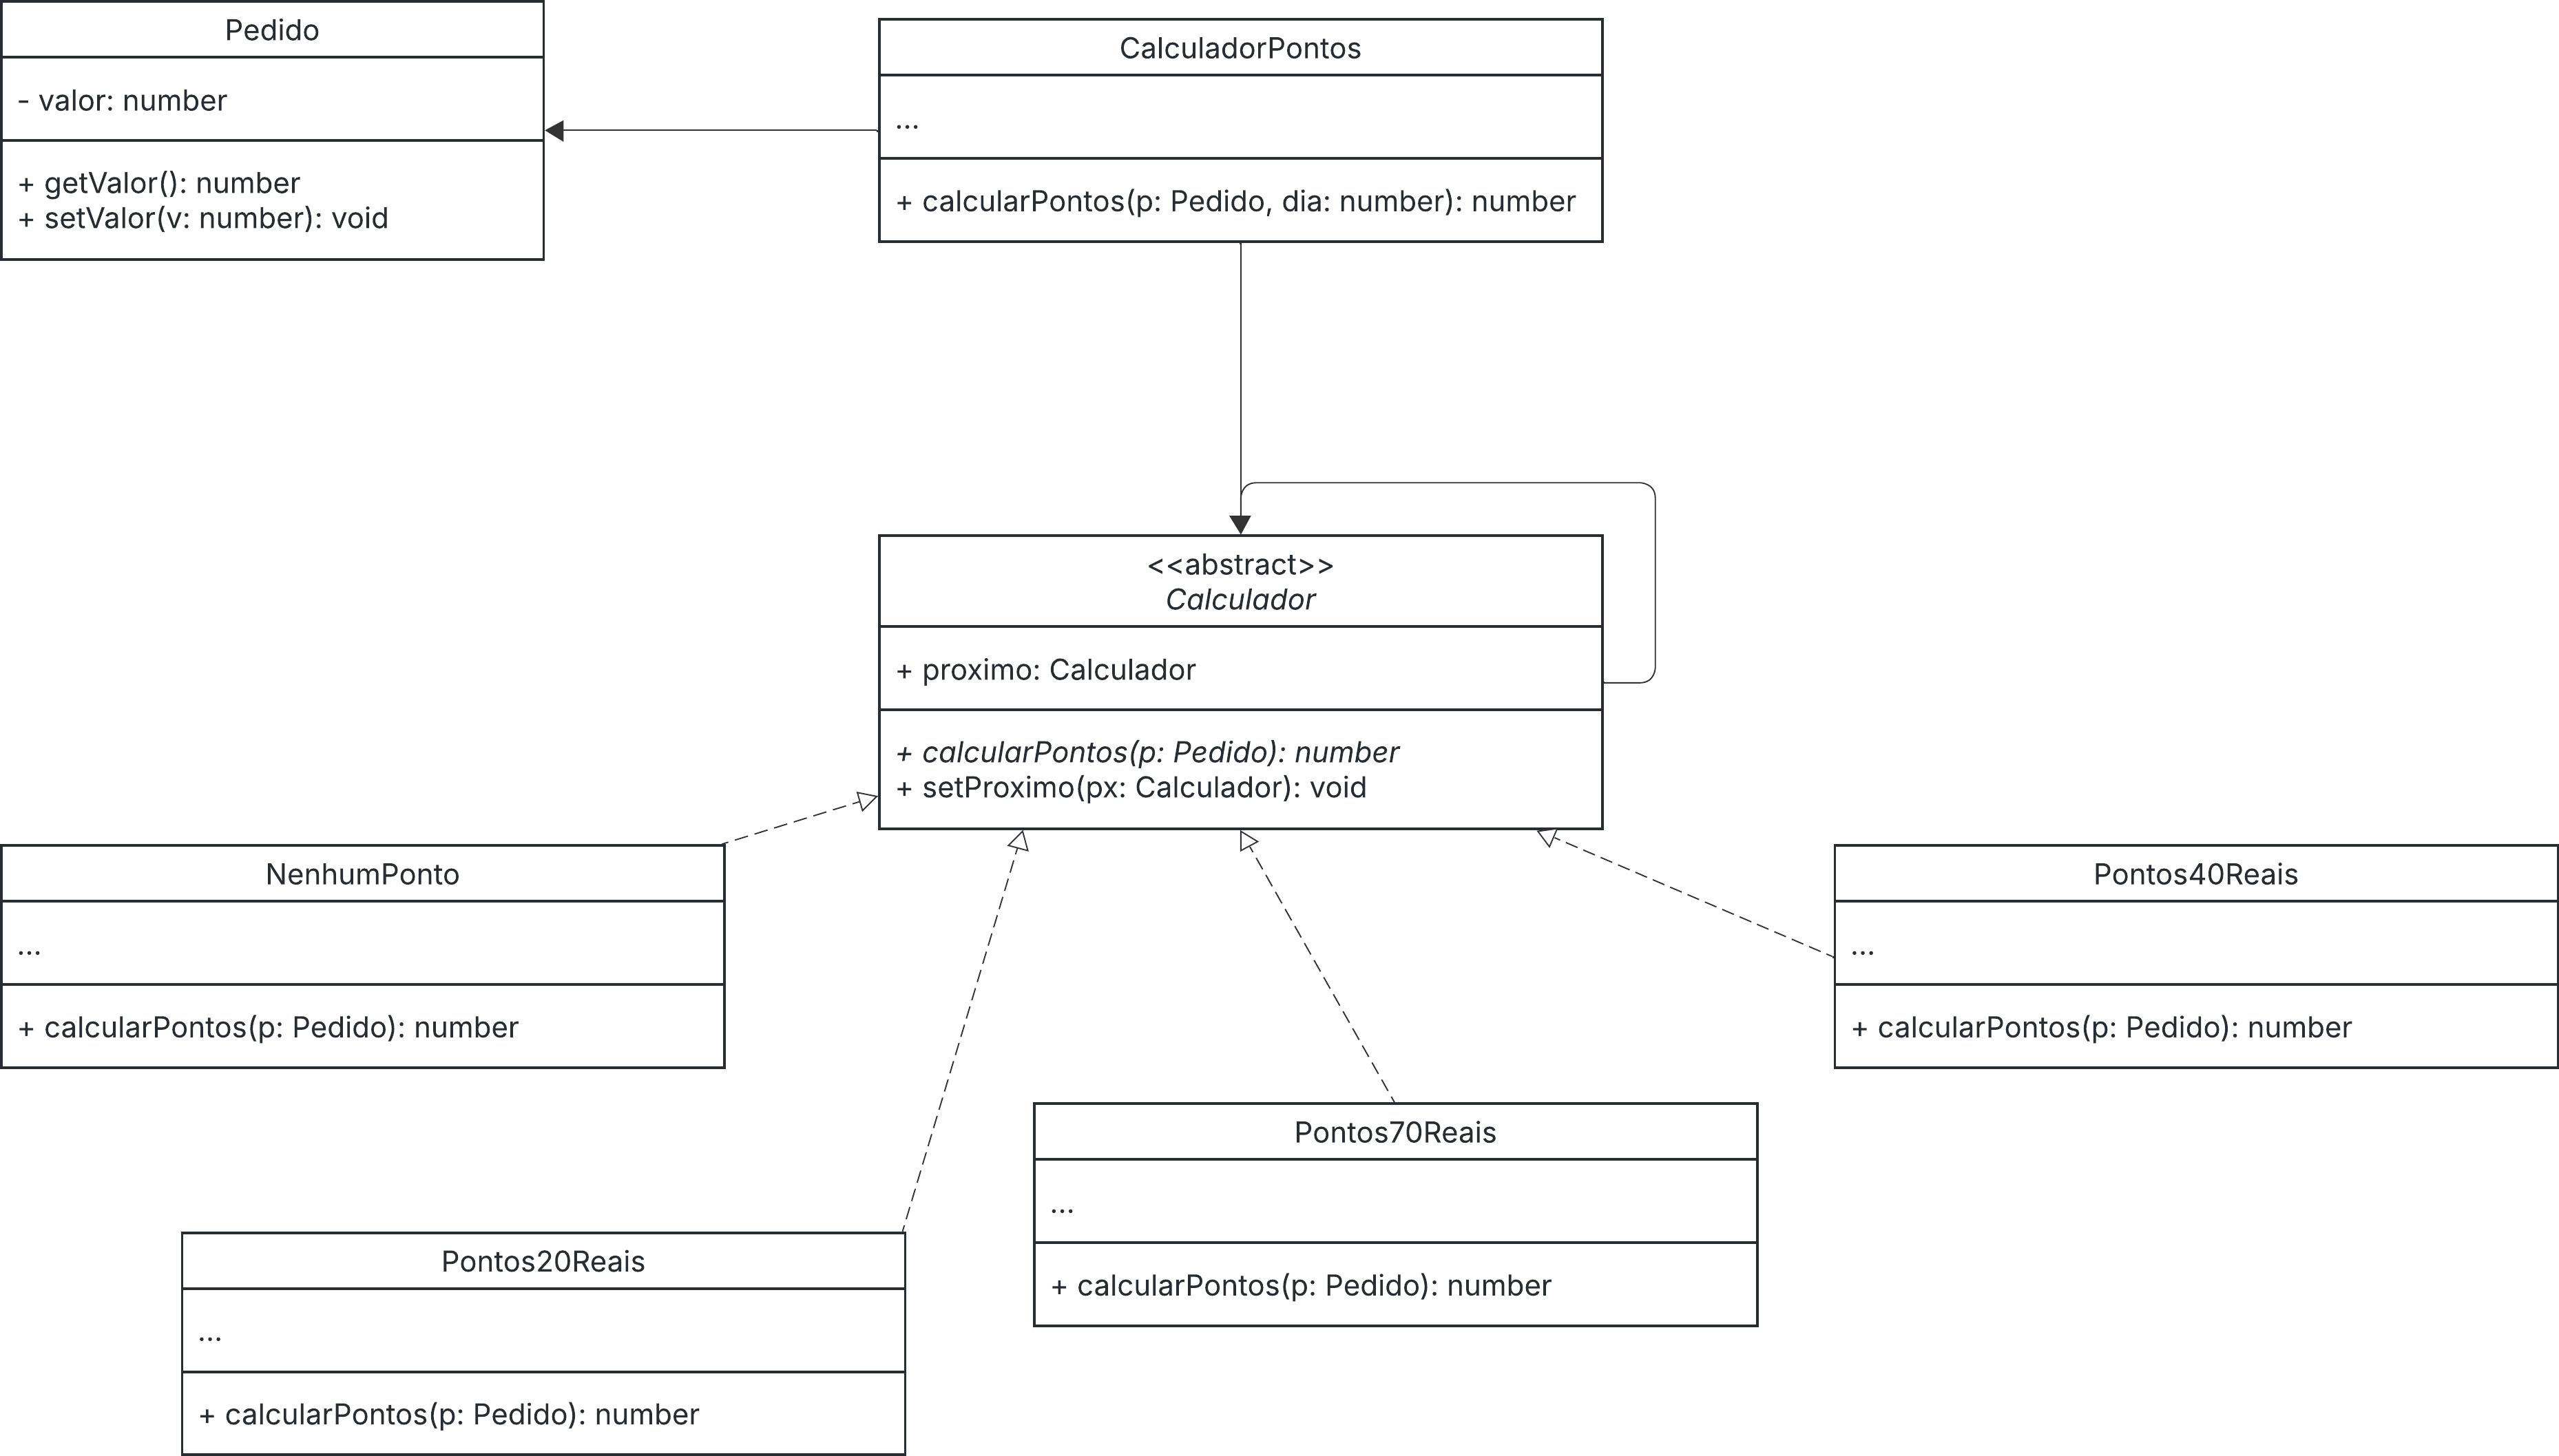 Pedido
- valor: number
+ getValor(): number
+ setValor(v: number): void
CalculadorPontos
...
+ calcularPontos(p: Pedido, dia: number): number
<<abstract>>
Calculador
+ proximo: Calculador
+ calcularPontos(p: Pedido): number
+ setProximo(px: Calculador): void
NenhumPonto
...
+ calcularPontos(p: Pedido): number
Pontos40Reais
...
+ calcularPontos(p: Pedido): number
Pontos70Reais
...
+ calcularPontos(p: Pedido): number
Pontos20Reais
...
+ calcularPontos(p: Pedido): number